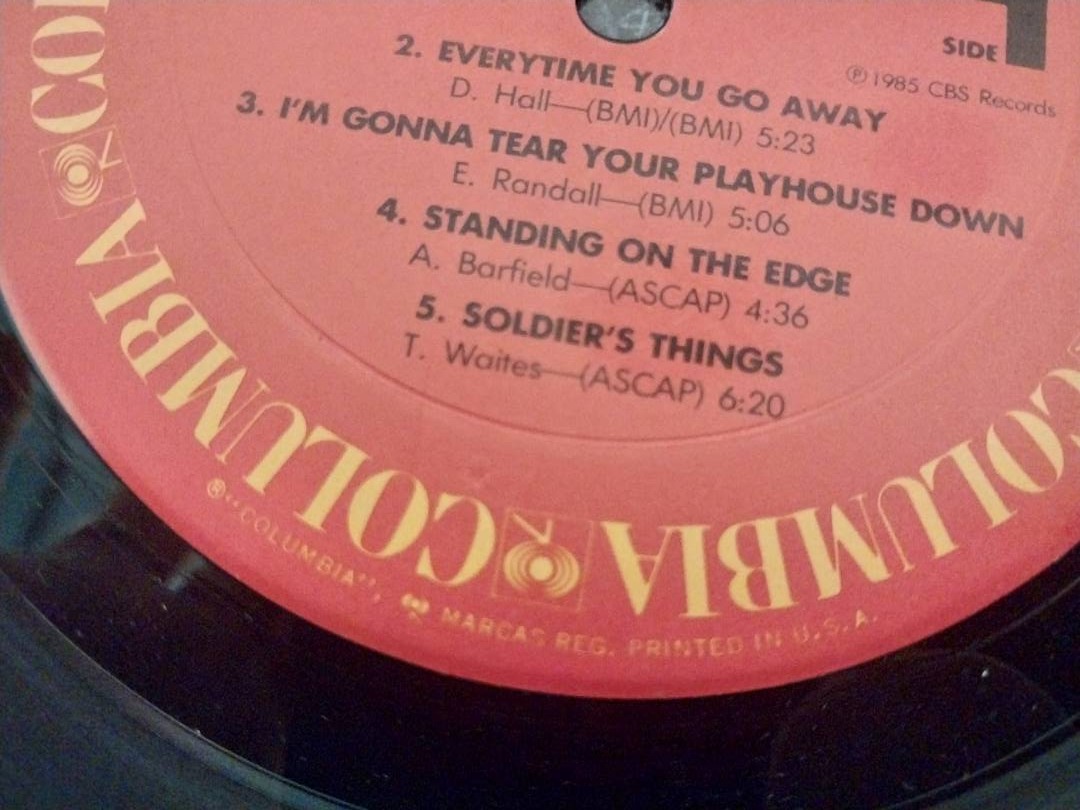 SIDE 1
℗ 1985 CBS Records
2. EVERYTIME YOU GO AWAY
D. Hall—(BMI)/(BMI) 5:23
3. I'M GONNA TEAR YOUR PLAYHOUSE DOWN
E. Randall—(BMI) 5:06
4. STANDING ON THE EDGE
A. Barfield—(ASCAP) 4:36
5. SOLDIER'S THINGS
T. Waites—(ASCAP) 6:20
COLUMBIA COLUMBIA
® "COLUMBIA", MARCAS REG. PRINTED IN U.S.A.